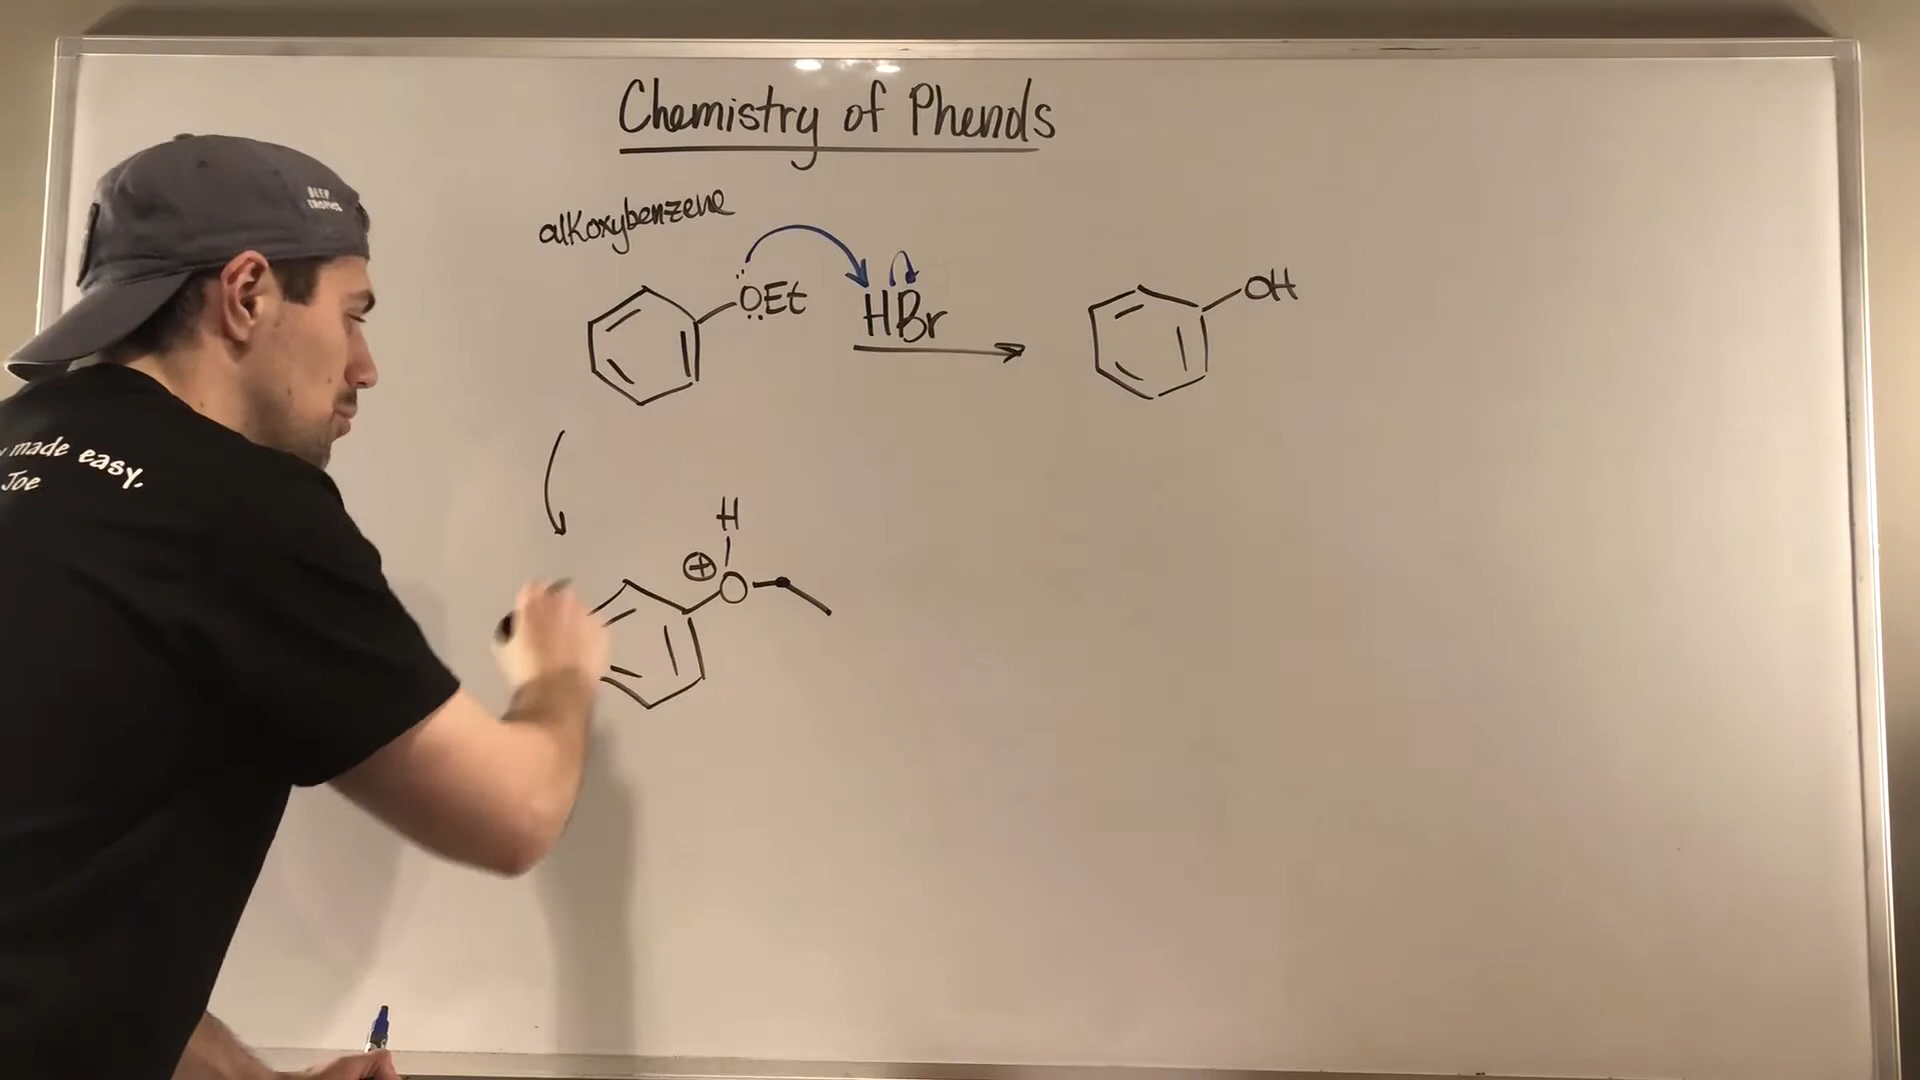 Chemistry of Phenols
alkoxybenzene
OEt
HBr
OH
H
⊕
O
made easy,
Joe